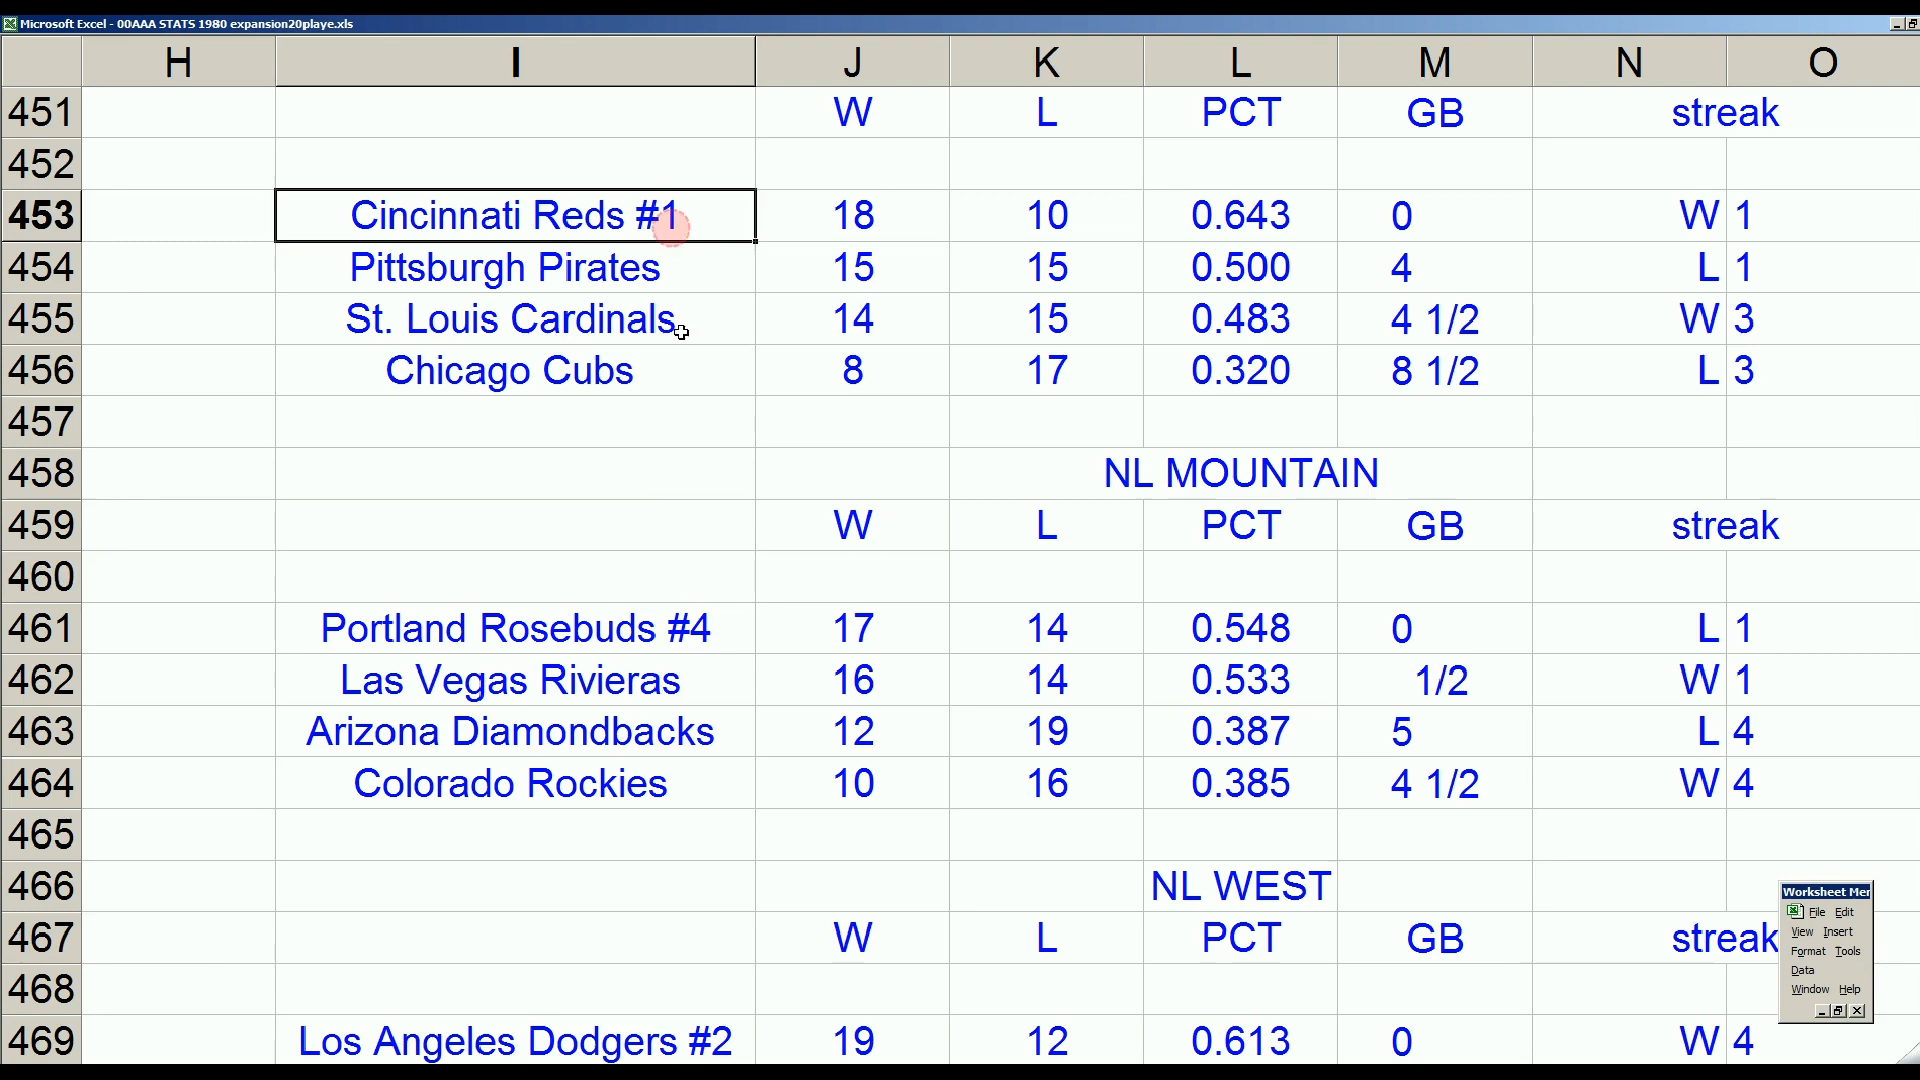 Microsoft Excel - 00AAA STATS 1980 expansion20playe.xls
H I J K L M N O
451 W L PCT GB streak
452
453 Cincinnati Reds #1 18 10 0.643 0 W 1
454 Pittsburgh Pirates 15 15 0.500 4 L 1
455 St. Louis Cardinals 14 15 0.483 4 1/2 W 3
456 Chicago Cubs 8 17 0.320 8 1/2 L 3
457
458 NL MOUNTAIN
459 W L PCT GB streak
460
461 Portland Rosebuds #4 17 14 0.548 0 L 1
462 Las Vegas Rivieras 16 14 0.533 1/2 W 1
463 Arizona Diamondbacks 12 19 0.387 5 L 4
464 Colorado Rockies 10 16 0.385 4 1/2 W 4
465
466 NL WEST
467 W L PCT GB streak
468
469 Los Angeles Dodgers #2 19 12 0.613 0 W 4
Worksheet Mer
File Edit
View Insert
Format Tools
Data
Window Help